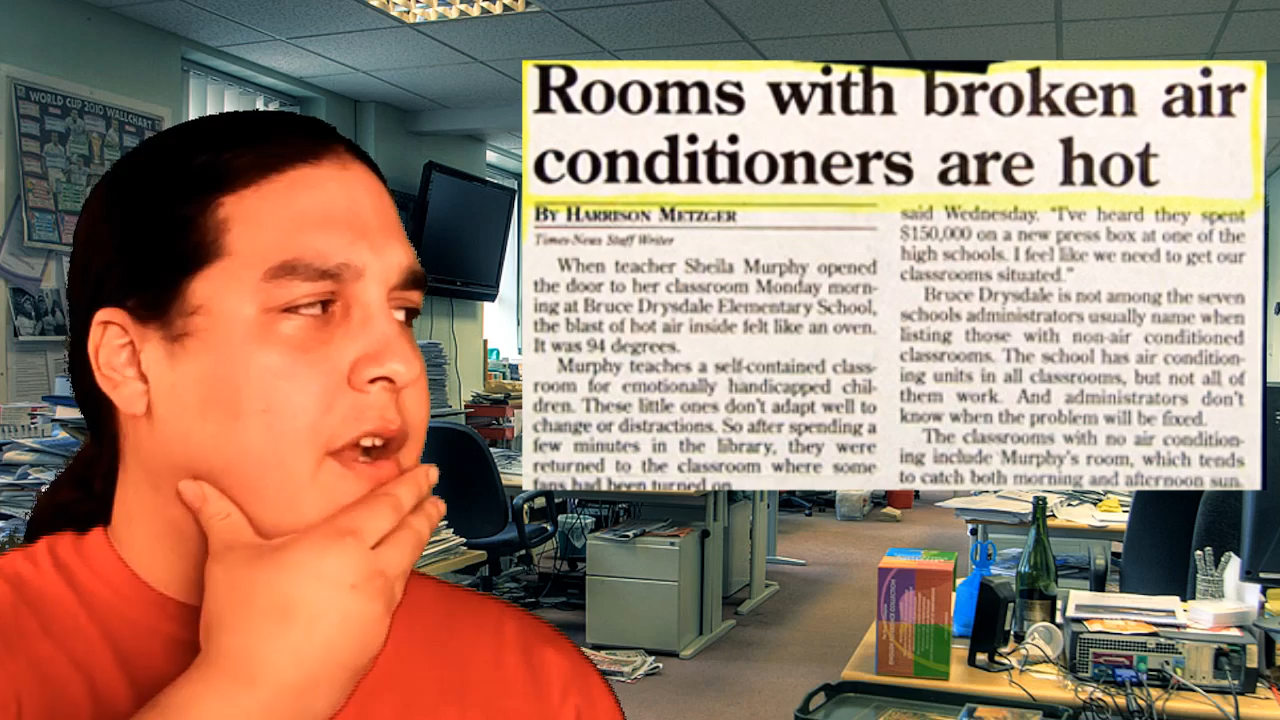 WORLD CUP 2010 WALLCHART
Rooms with broken air
conditioners are hot
BY HARRISON METZGER
Times-News Staff Writer
When teacher Sheila Murphy opened
the door to her classroom Monday morn-
ing at Bruce Drysdale Elementary School,
the blast of hot air inside felt like an oven.
It was 94 degrees.
Murphy teaches a self-contained class-
room for emotionally handicapped chil-
dren. These little ones don't adapt well to
change or distractions. So after spending a
few minutes in the library, they were
returned to the classroom where some
fans had been turned on
said Wednesday. "I've heard they spent
$150,000 on a new press box at one of the
high schools. I feel like we need to get our
classrooms situated."
Bruce Drysdale is not among the seven
schools administrators usually name when
listing those with non-air conditioned
classrooms. The school has air condition-
ing units in all classrooms, but not all of
them work. And administrators don't
know when the problem will be fixed.
The classrooms with no air condition-
ing include Murphy's room, which tends
to catch both morning and afternoon sun.